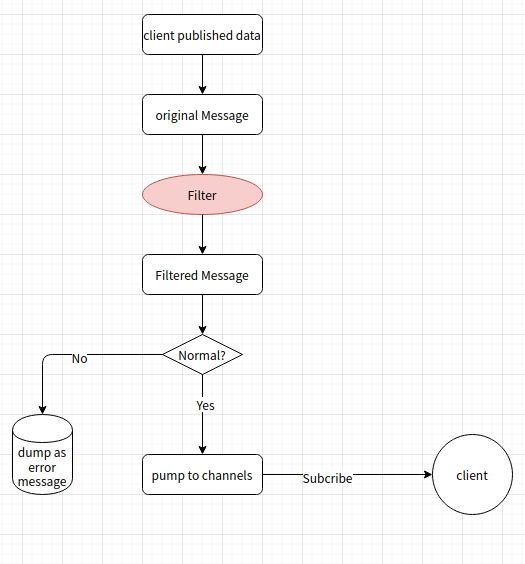 client published data
original Message
Filter
Filtered Message
Normal?
No
Yes
dump as
error
message
pump to channels
Subcribe
client